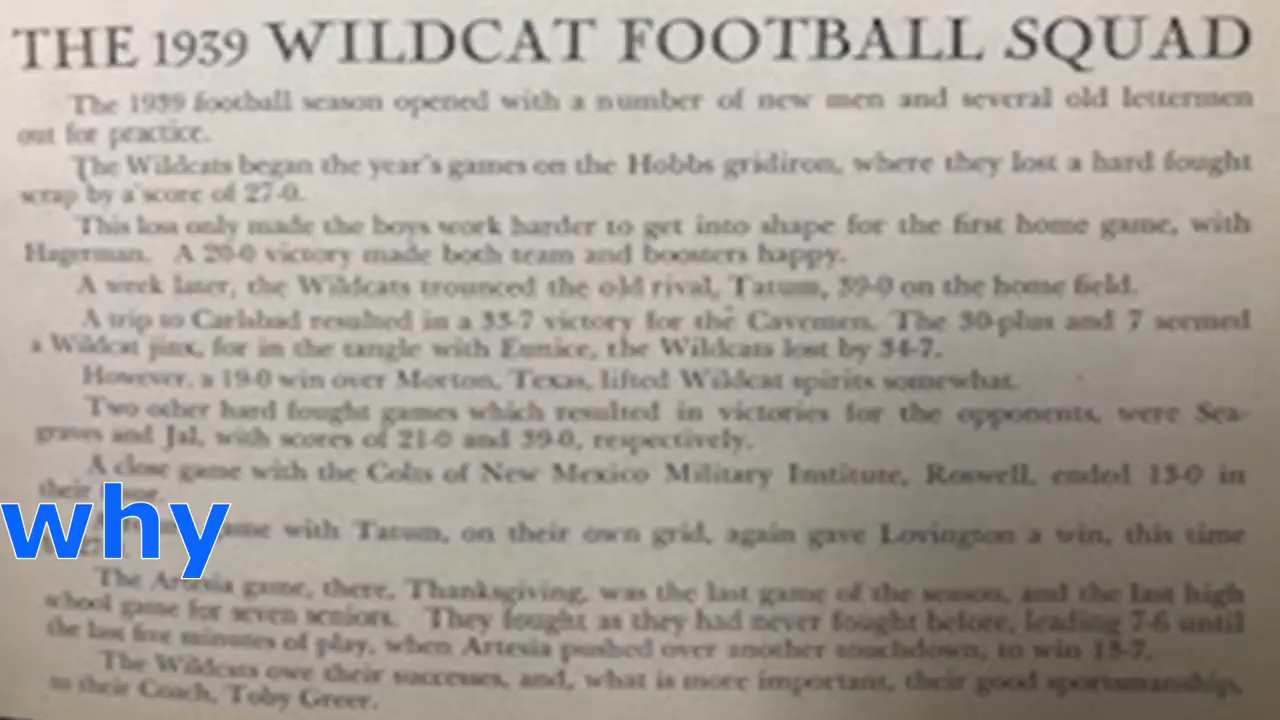 THE 1939 WILDCAT FOOTBALL SQUAD
The 1939 football season opened with a number of new men and several old lettermen
out for practice.
The Wildcats began the year's games on the Hobbs gridiron, where they lost a hard fought
scrap by a score of 27-0.
This loss only made the boys work harder to get into shape for the first home game, with
Hagerman. A 20-0 victory made both team and boosters happy.
A week later, the Wildcats trounced the old rival, Tatum, 39-0 on the home field.
A trip to Carlsbad resulted in a 33-7 victory for the Cavemen. The 30-plus and 7 seemed
a Wildcat jinx, for in the tangle with Eunice, the Wildcats lost by 34-7.
However, a 19-0 win over Morton, Texas, lifted Wildcat spirits somewhat.
Two other hard fought games which resulted in victories for the opponents, were Sea-
graves and Jal, with scores of 21-0 and 39-0, respectively.
A close game with the Colts of New Mexico Military Institute, Roswell, ended 13-0 in
their
why
with Tatum, on their own grid, again gave Lovington a win, this time
The Artesia game, there, Thanksgiving, was the last game of the season, and the last high
school game for seven seniors. They fought as they had never fought before, leading 7-6 until
the last five minutes of play, when Artesia pushed over another touchdown, to win 13-7.
The Wildcats owe their successes, and, what is more important, their good sportsmanship,
to their Coach, Toby Greer.